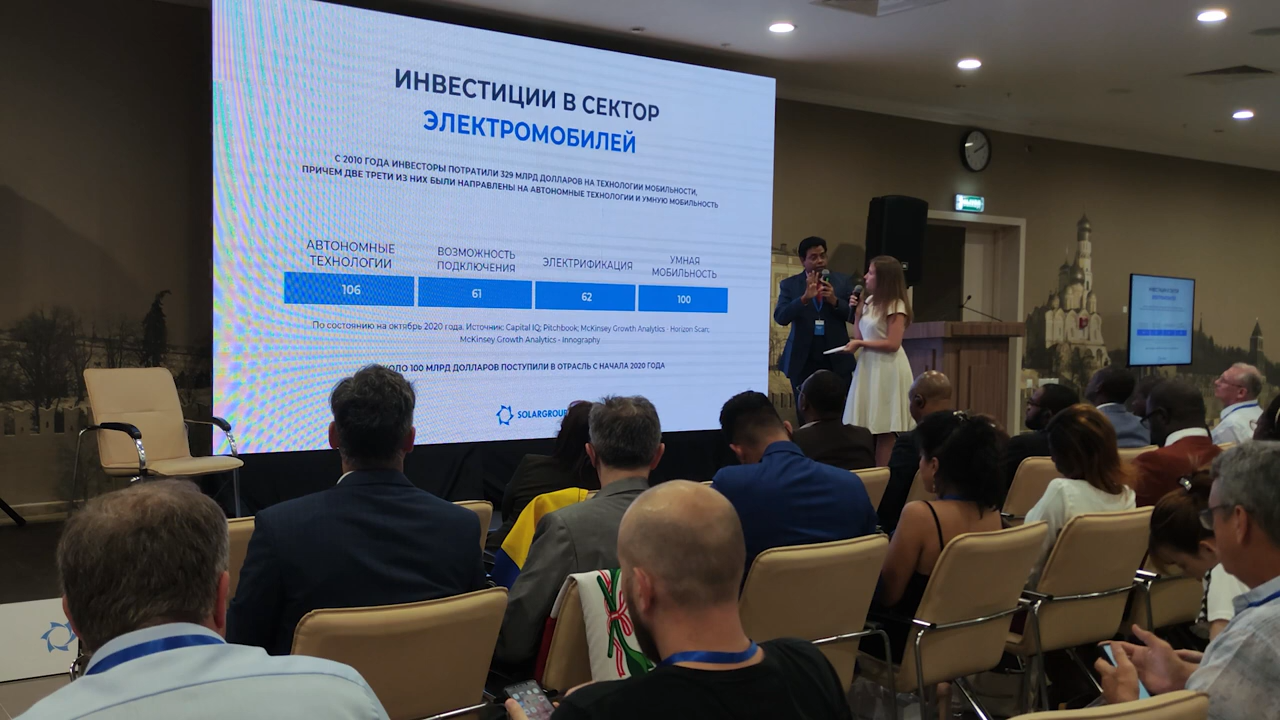 ИНВЕСТИЦИИ В СЕКТОР
ЭЛЕКТРОМОБИЛЕЙ
С 2010 ГОДА ИНВЕСТОРЫ ПОТРАТИЛИ 329 МЛРД ДОЛЛАРОВ НА ТЕХНОЛОГИИ МОБИЛЬНОСТИ,
ПРИЧЕМ ДВЕ ТРЕТИ ИЗ НИХ БЫЛИ НАПРАВЛЕНЫ НА АВТОНОМНЫЕ ТЕХНОЛОГИИ И УМНУЮ МОБИЛЬНОСТЬ
АВТОНОМНЫЕ
ТЕХНОЛОГИИ
106
ВОЗМОЖНОСТЬ
ПОДКЛЮЧЕНИЯ
61
ЭЛЕКТРИФИКАЦИЯ
62
УМНАЯ
МОБИЛЬНОСТЬ
100
По состоянию на октябрь 2020 года. Источник: Capital IQ; Pitchbook; McKinsey Growth Analytics - Horizon Scan;
McKinsey Growth Analytics - Innography
100 МЛРД ДОЛЛАРОВ ПОСТУПИЛИ В ОТРАСЛЬ С НАЧАЛА 2020 ГОДА
SOLARGROUP
ЭЛЕКТРОМОБИЛЕЙ